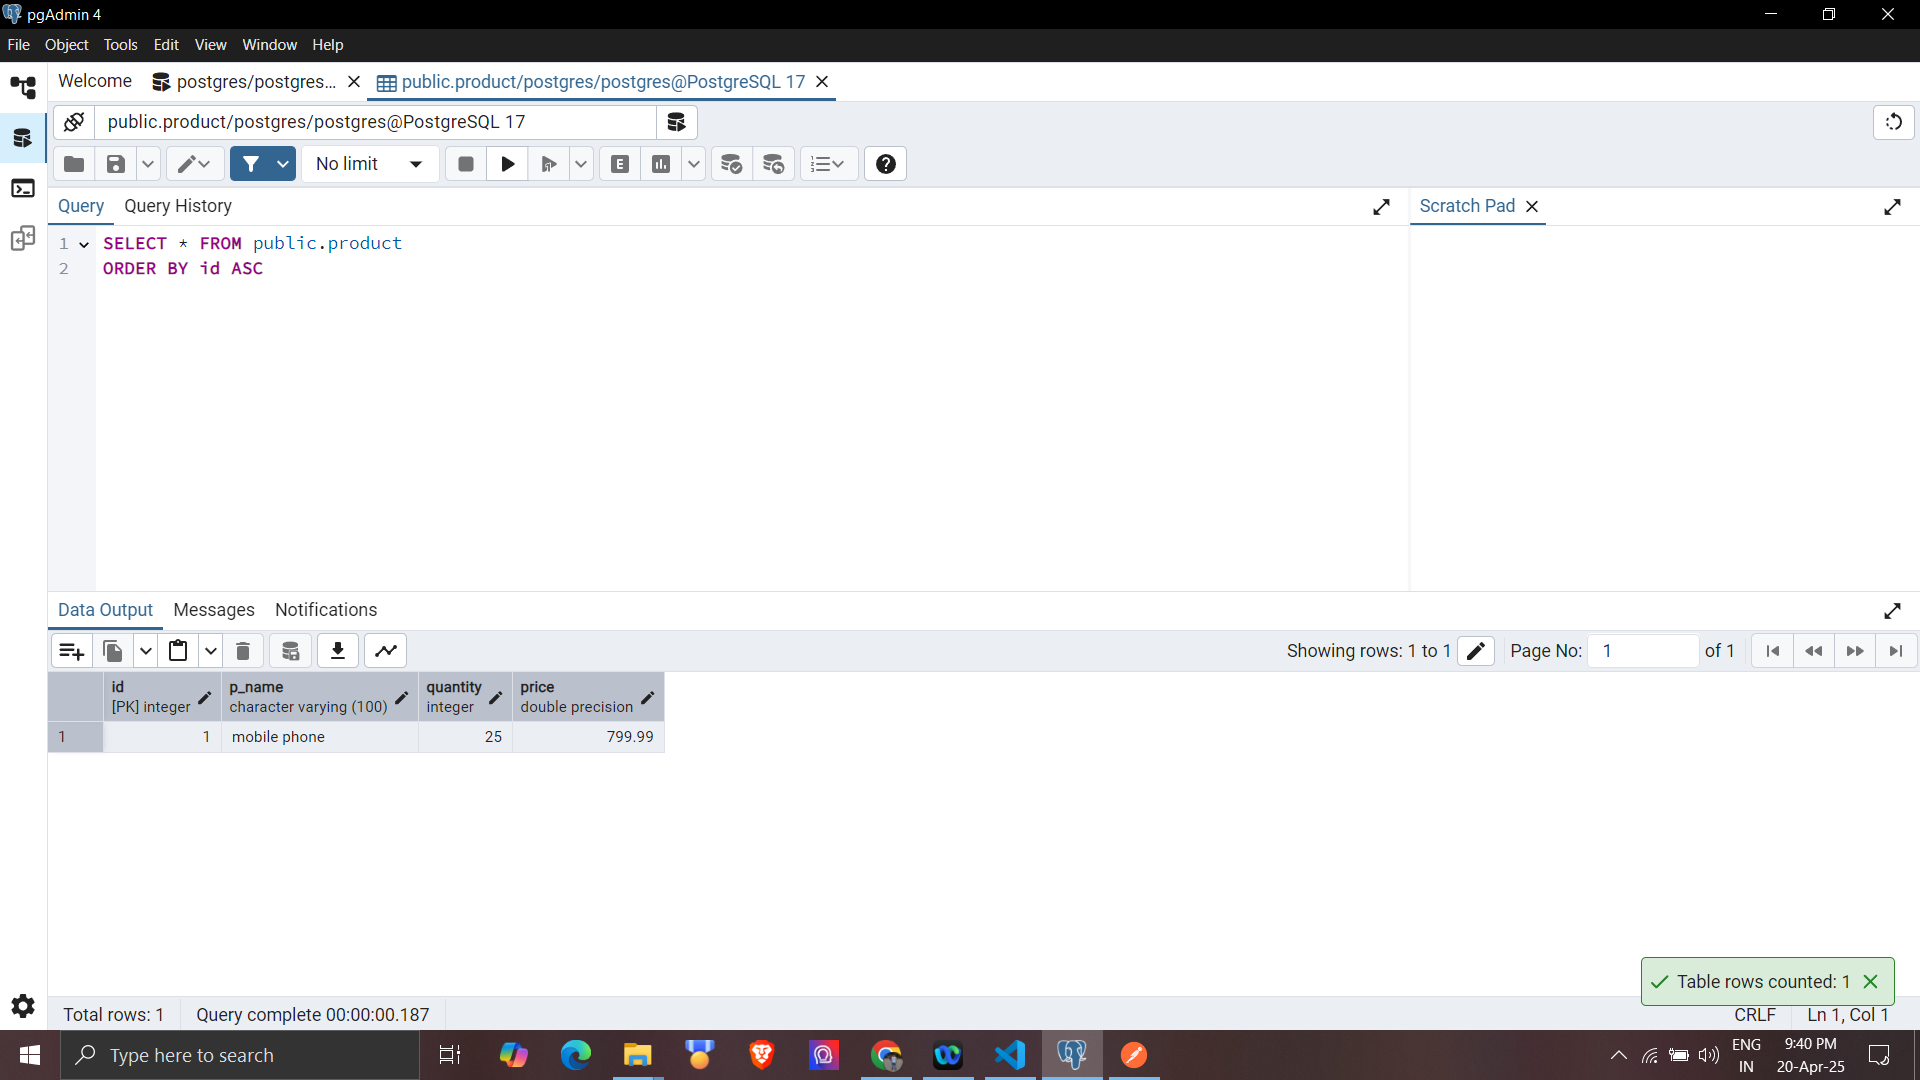 pgAdmin 4
File Object Tools Edit View Window Help
Welcome postgres/postgres... public.product/postgres/postgres@PostgreSQL 17
public.product/postgres/postgres@PostgreSQL 17
No limit
E
Query Query History
Scratch Pad
1 SELECT * FROM public.product
2 ORDER BY id ASC
Data Output Messages Notifications
Showing rows: 1 to 1 Page No: 1 of 1
id p_name quantity price
[PK] integer character varying (100) integer double precision
1 1 mobile phone 25 799.99
Table rows counted: 1
Total rows: 1 Query complete 00:00:00.187 CRLF Ln 1, Col 1
Type here to search
ENG 9:40 PM
IN 20-Apr-25